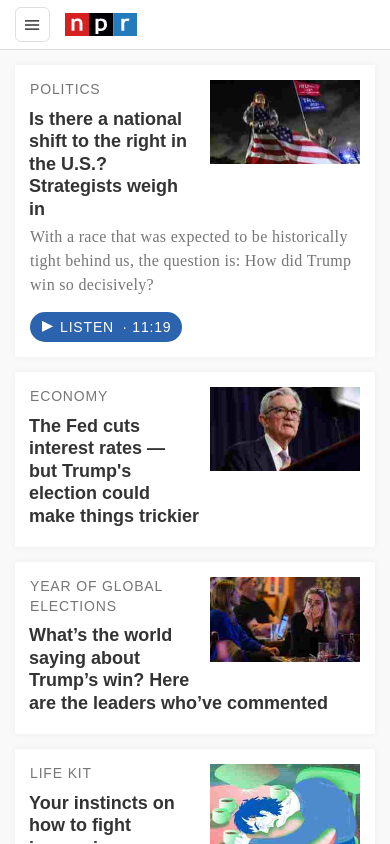 npr
POLITICS
Is there a national
shift to the right in
the U.S.?
Strategists weigh
in
With a race that was expected to be historically
tight behind us, the question is: How did Trump
win so decisively?
LISTEN · 11:19
ECONOMY
The Fed cuts
interest rates —
but Trump's
election could
make things trickier
YEAR OF GLOBAL
ELECTIONS
What’s the world
saying about
Trump’s win? Here
are the leaders who’ve commented
LIFE KIT
Your instincts on
how to fight